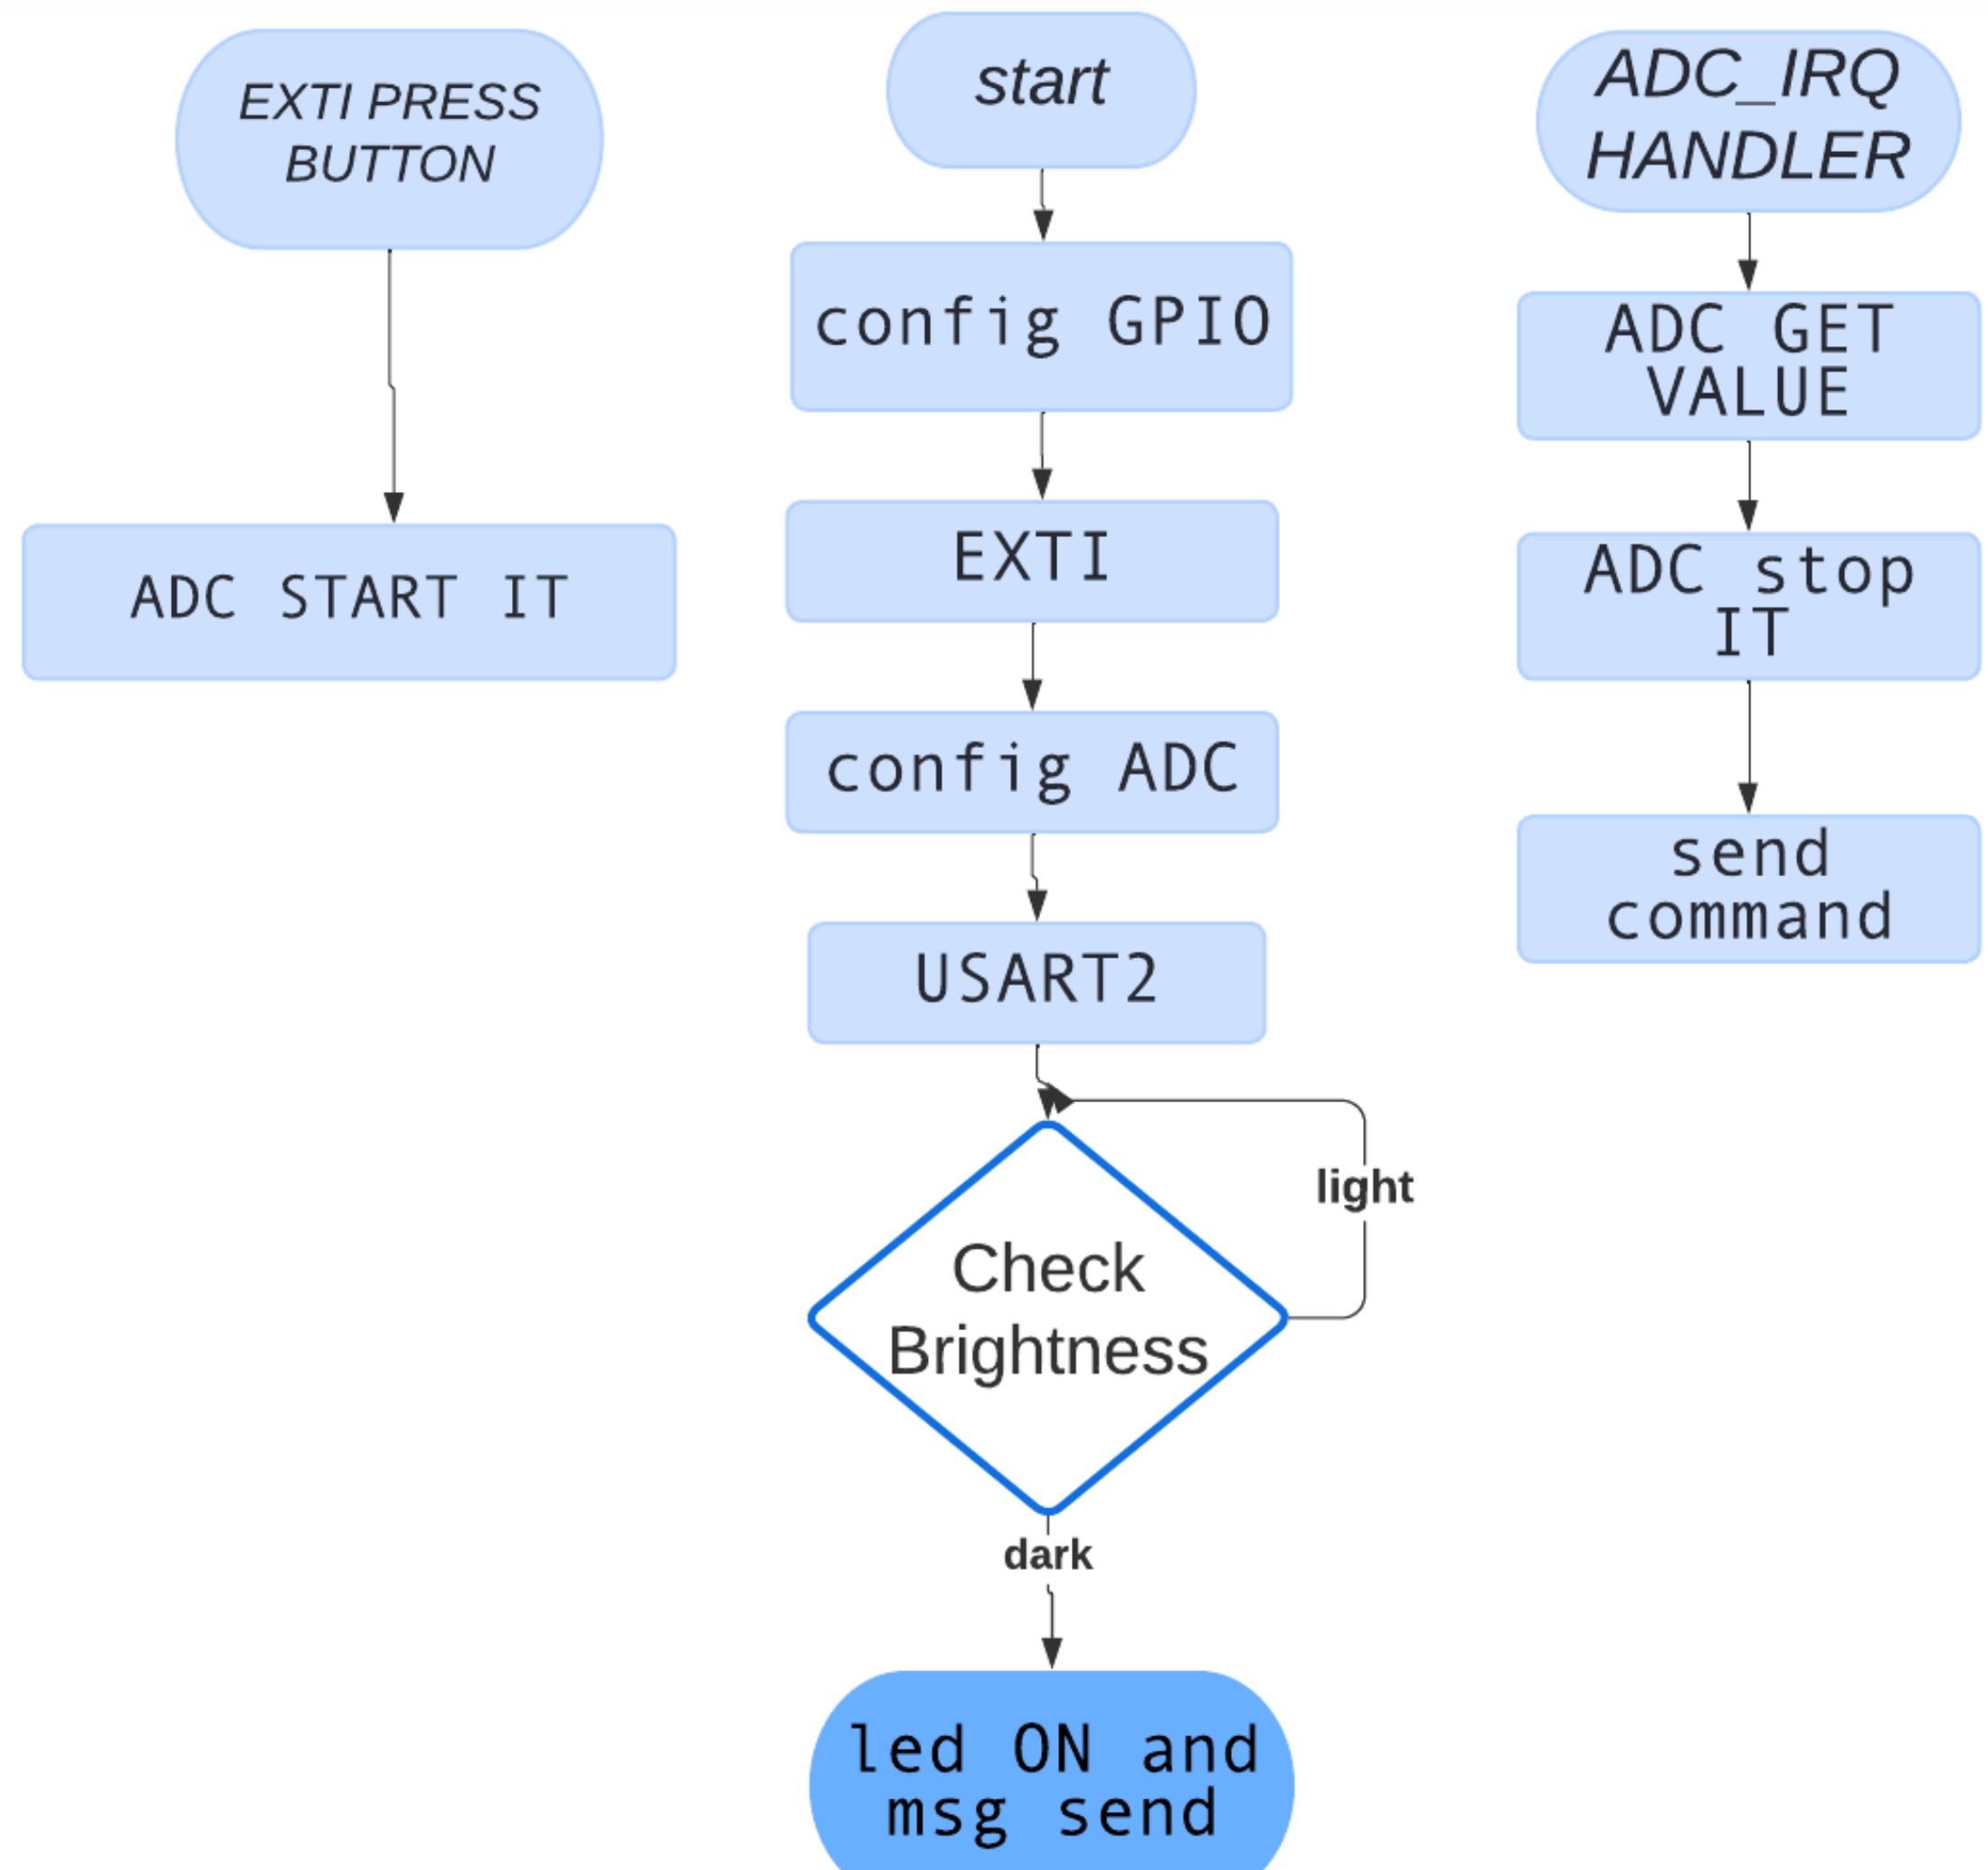 EXTI PRESS
BUTTON
ADC START IT
start
config GPIO
EXTI
config ADC
USART2
Check
Brightness
light
dark
led ON and
msg send
ADC_IRQ
HANDLER
ADC GET
VALUE
ADC stop
IT
send
command